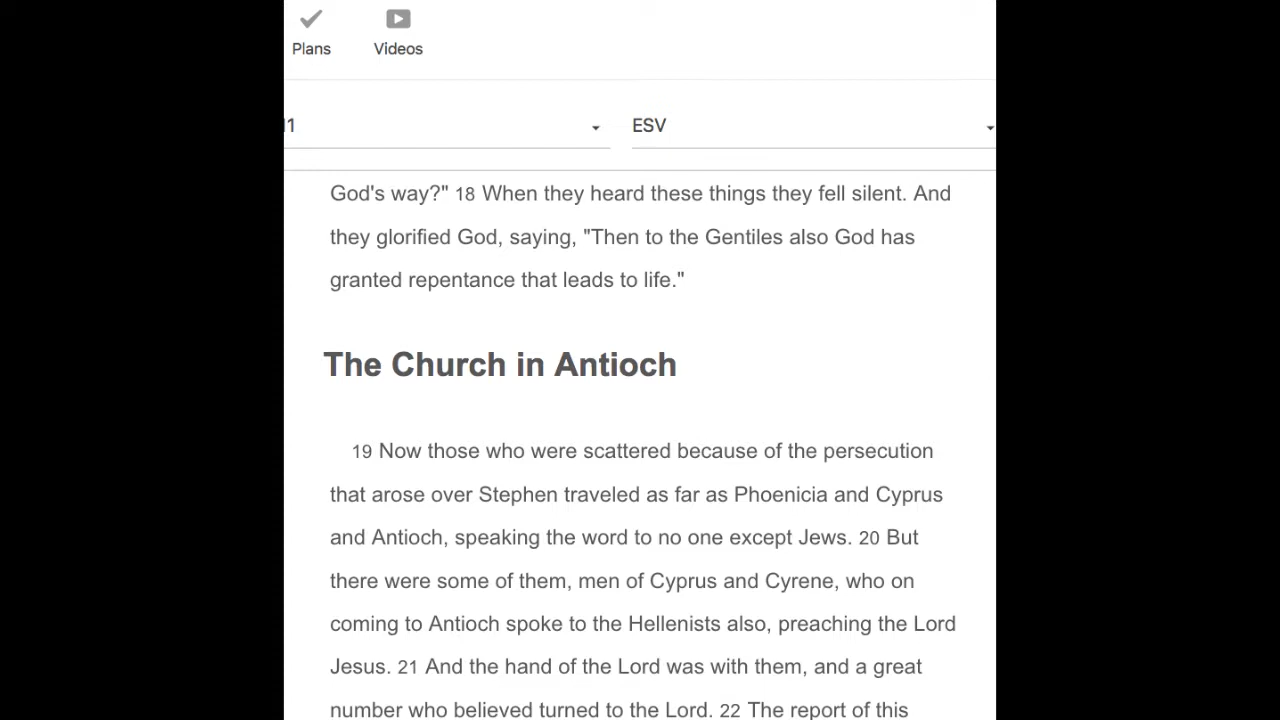 Plans Videos
11 ESV
God's way?" 18 When they heard these things they fell silent. And
they glorified God, saying, "Then to the Gentiles also God has
granted repentance that leads to life."
The Church in Antioch
19 Now those who were scattered because of the persecution
that arose over Stephen traveled as far as Phoenicia and Cyprus
and Antioch, speaking the word to no one except Jews. 20 But
there were some of them, men of Cyprus and Cyrene, who on
coming to Antioch spoke to the Hellenists also, preaching the Lord
Jesus. 21 And the hand of the Lord was with them, and a great
number who believed turned to the Lord. 22 The report of this